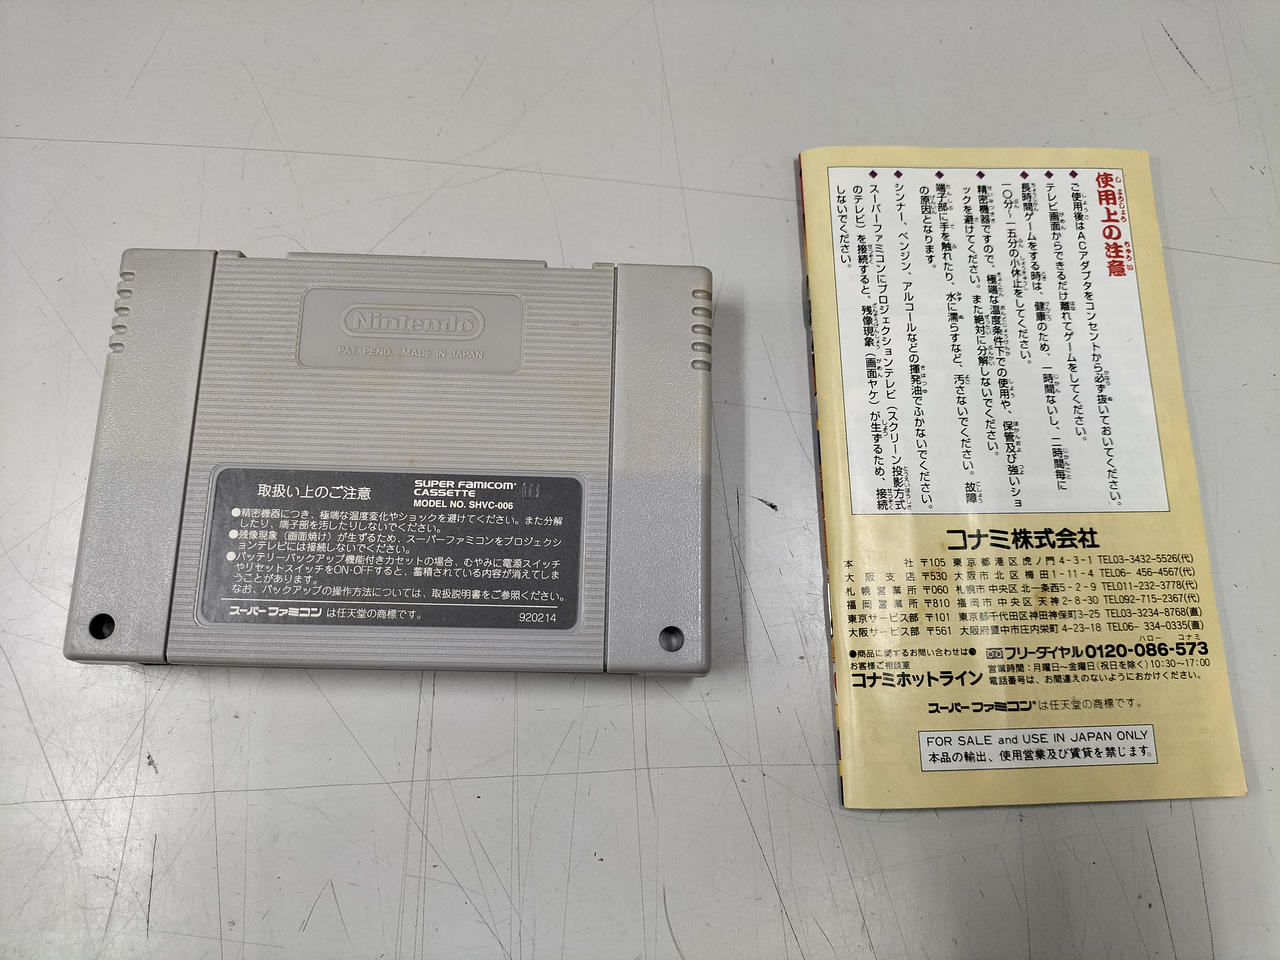 Nintendo
PAT. PEND. MADE IN JAPAN
取扱い上のご注意
SUPER FAMICOM
CASSETTE
MODEL NO. SHVC-006
●精密機器につき、極端な温度変化やショックを避けてください。また分解
したり、端子部を汚したりしないでください。
●残像現象（画面焼け）が生ずるため、スーパーファミコンをプロジェクシ
ョンテレビには接続しないでください。
●バッテリーバックアップ機能付きカセットの場合、むやみに電源スイッチ
やリセットスイッチをON・OFFすると、蓄積されている内容が消えてしま
うことがあります。
なお、バックアップの操作方法については、取扱説明書をご参照ください。
スーパーファミコンは任天堂の商標です。
920214
使用上の注意
◆ご使用後はACアダプタをコンセントから必ず抜いておいてください。
◆テレビ画面からできるだけ離れてゲームをしてください。
◆長時間ゲームをする時は、健康のため、一時間ないし、二時間毎に
一〇分〜一五分の小休止をしてください。
◆精密機器ですので、極端な温度条件下での使用や、保管及び強いショ
ックを避けてください。また絶対に分解しないでください。
◆端子部に手を触れたり、水に濡らすなど、汚さないでください。故障
の原因となります。
◆シンナー、ベンジン、アルコールなどの揮発油でふかないでください。
◆スーパーファミコンにプロジェクションテレビ（スクリーン投影方式
のテレビ）を接続すると、残像現象（画面ヤケ）が生ずるため、接続
しないでください。
コナミ株式会社
本社 〒105 東京都港区虎ノ門4-3-1 TEL03-3432-5526(代)
大阪支店 〒530 大阪市北区梅田1-11-4 TEL06- 456-4567(代)
札幌営業所 〒060 札幌市中央区北一条西5-2-9 TEL011-232-3778(代)
福岡営業所 〒810 福岡市中央区天神2-8-30 TEL092-715-2367(代)
東京サービス部 〒101 東京都千代田区神田神保町3-25 TEL03-3234-8768(直)
大阪サービス部 〒561 大阪府豊中市庄内栄町4-23-18 TEL06- 334-0335(直)
●商品に関するお問い合わせは●
お客様ご相談室
コナミホットライン
ハロー コナミ
フリーダイヤル0120-086-573
営業時間：月曜日〜金曜日(祝日を除く)10:30〜17:00
電話番号は、お間違えのないようにおかけください。
スーパーファミコン®は任天堂の商標です。
FOR SALE and USE IN JAPAN ONLY
本品の輸出、使用営業及び賃貸を禁じます。